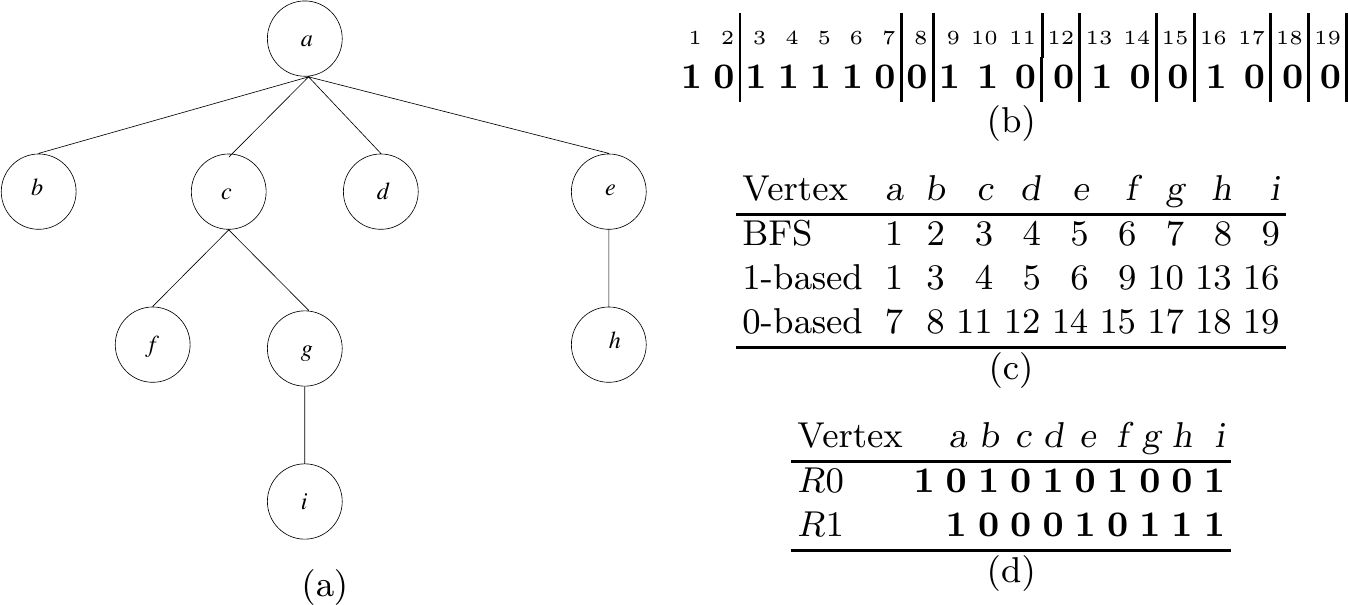 a
b c d e
f g h
i
(a)
1 2 3 4 5 6 7 8 9 10 11 12 13 14 15 16 17 18 19
1 0 1 1 1 1 0 0 1 1 0 0 1 0 0 1 0 0 0
(b)
Vertex a b c d e f g h i
BFS 1 2 3 4 5 6 7 8 9
1-based 1 3 4 5 6 9 10 13 16
0-based 7 8 11 12 14 15 17 18 19
(c)
Vertex a b c d e f g h i
R0 1 0 1 0 1 0 1 0 0 1
R1 1 0 0 0 1 0 1 1 1
(d)